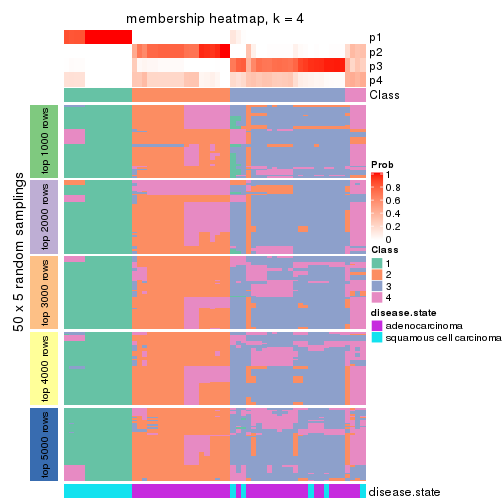 membership heatmap, k = 4
p1
p2
p3
p4
Class
50 x 5 random samplings
top 1000 rows
top 2000 rows
top 3000 rows
top 4000 rows
top 5000 rows
Prob
1
0.8
0.6
0.4
0.2
0
Class
1
2
3
4
disease.state
adenocarcinoma
squamous cell carcinoma
disease.state